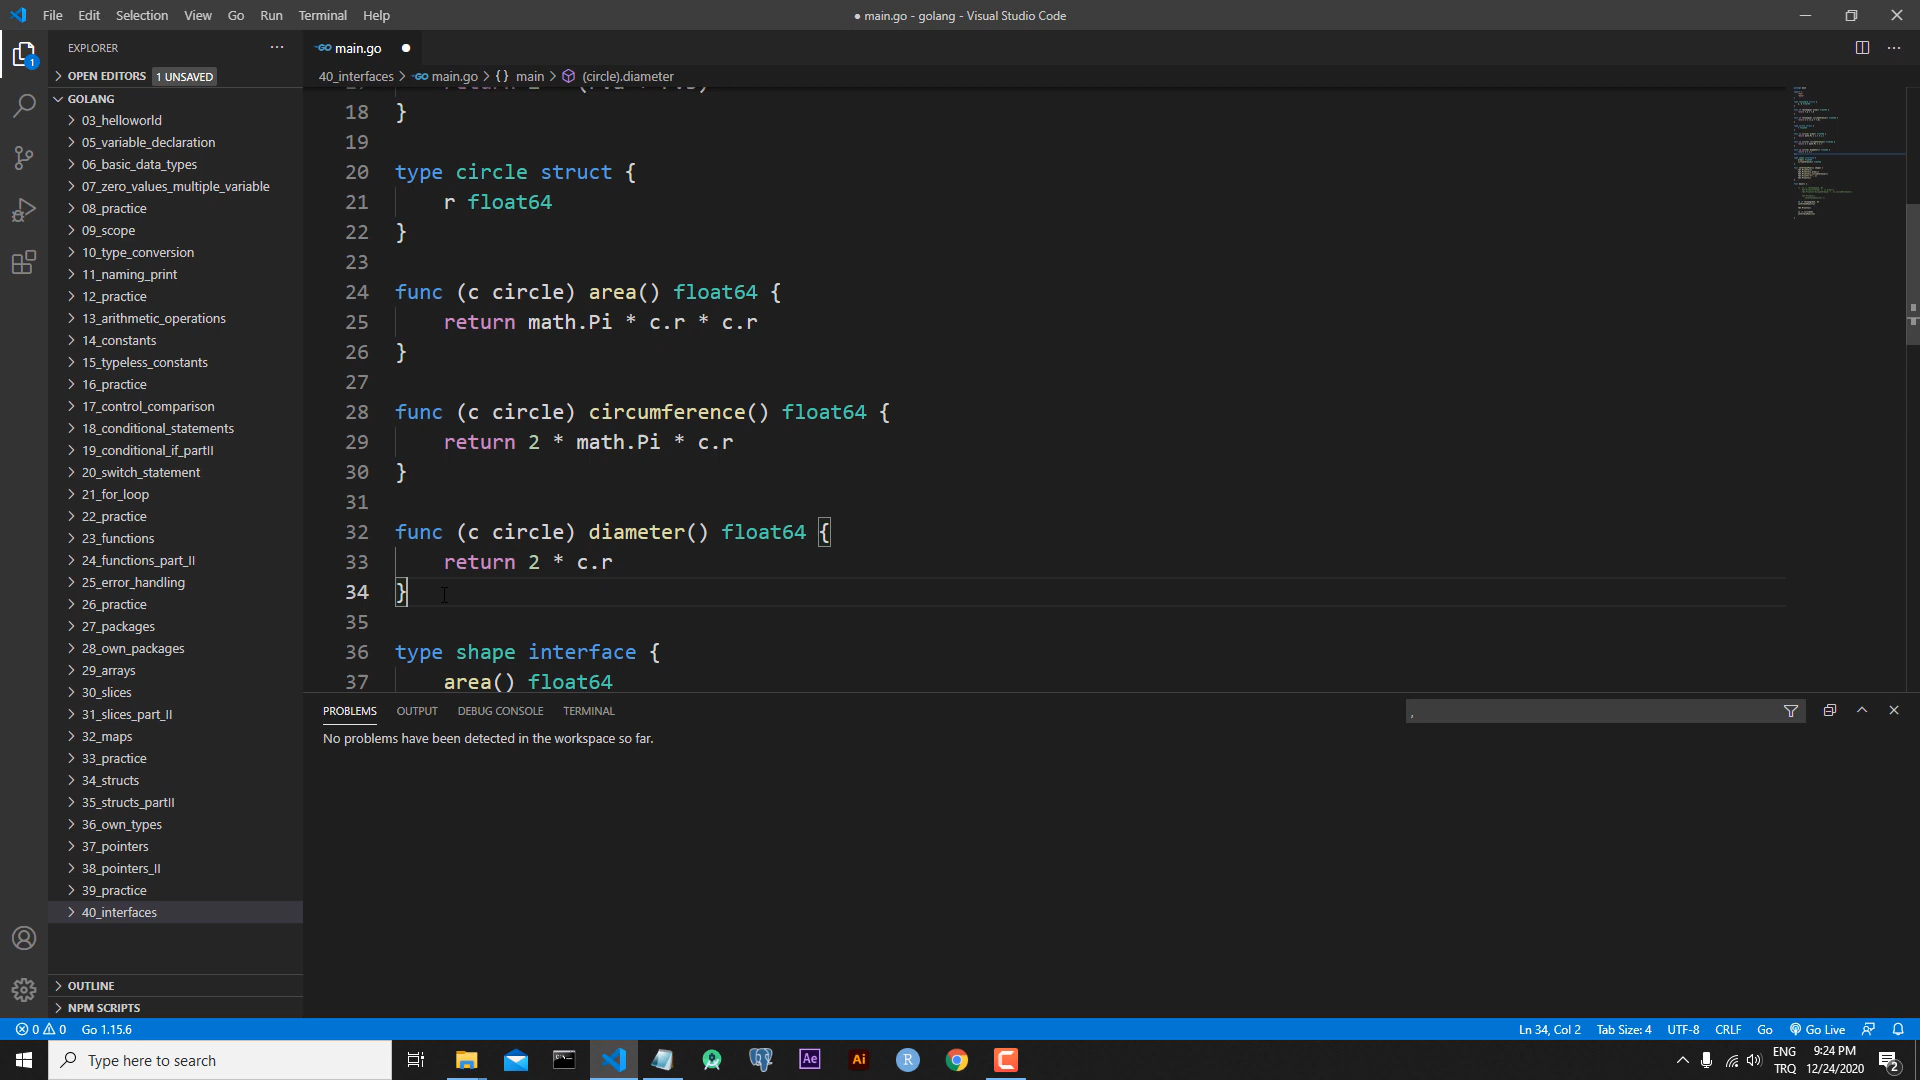 File Edit Selection View Go Run Terminal Help
● main.go - golang - Visual Studio Code
EXPLORER
main.go
OPEN EDITORS 1 UNSAVED
40_interfaces > main.go > {} main > (circle).diameter
GOLANG
03_helloworld
05_variable_declaration
06_basic_data_types
07_zero_values_multiple_variable
08_practice
09_scope
10_type_conversion
11_naming_print
12_practice
13_arithmetic_operations
14_constants
15_typeless_constants
16_practice
17_control_comparison
18_conditional_statements
19_conditional_if_partII
20_switch_statement
21_for_loop
22_practice
23_functions
24_functions_part_II
25_error_handling
26_practice
27_packages
28_own_packages
29_arrays
30_slices
31_slices_part_II
32_maps
33_practice
34_structs
35_structs_partII
36_own_types
37_pointers
38_pointers_II
39_practice
40_interfaces
OUTLINE
NPM SCRIPTS
18 }
19
20 type circle struct {
21 r float64
22 }
23
24 func (c circle) area() float64 {
25 return math.Pi * c.r * c.r
26 }
27
28 func (c circle) circumference() float64 {
29 return 2 * math.Pi * c.r
30 }
31
32 func (c circle) diameter() float64 {
33 return 2 * c.r
34 }
35
36 type shape interface {
37 area() float64
PROBLEMS OUTPUT DEBUG CONSOLE TERMINAL
,
No problems have been detected in the workspace so far.
0 0 Go 1.15.6
Ln 34, Col 2 Tab Size: 4 UTF-8 CRLF Go Go Live
Type here to search
Ae
Ai
R
ENG
TRQ
9:24 PM
12/24/2020
2